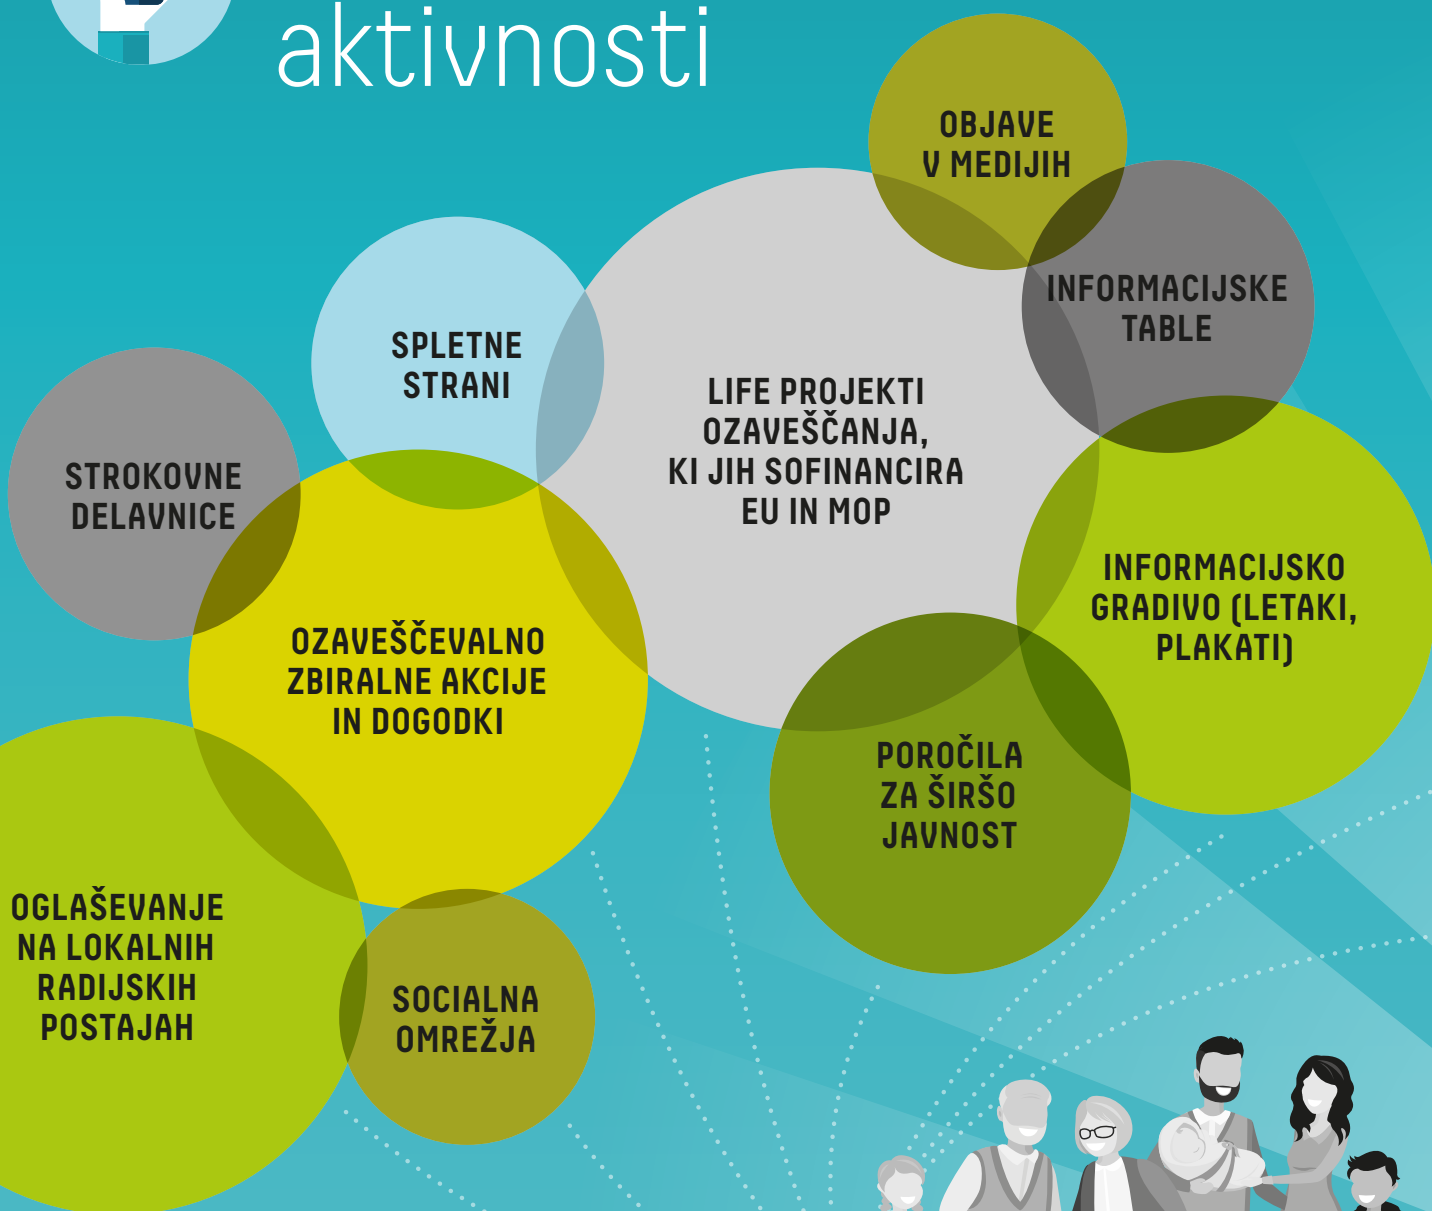 aktivnosti
OBJAVE
V MEDIJIH
INFORMACIJSKE
TABLE
SPLETNE
STRANI
LIFE PROJEKTI
OZAVEŠČANJA,
KI JIH SOFINANCIRA
EU IN MOP
STROKOVNE
DELAVNICE
INFORMACIJSKO
GRADIVO (LETAKI,
PLAKATI)
OZAVEŠČEVALNO
ZBIRALNE AKCIJE
IN DOGODKI
POROČILA
ZA ŠIRŠO
JAVNOST
OGLAŠEVANJE
NA LOKALNIH
RADIJSKIH
POSTAJAH
SOCIALNA
OMREŽJA